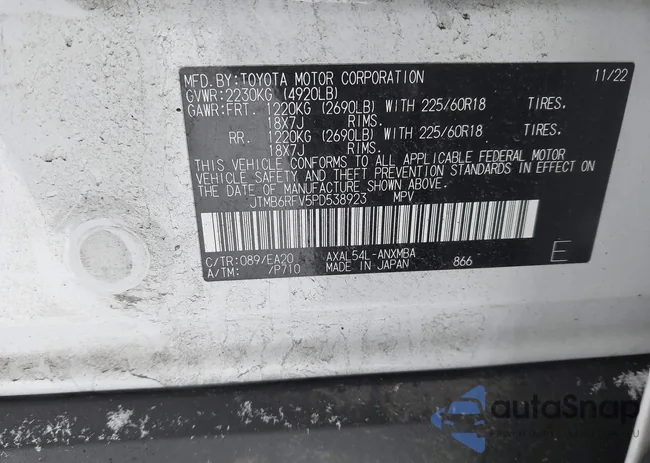 MFD.BY:TOYOTA MOTOR CORPORATION 11/22
GVWR:2230KG (4920LB)
GAWR:FRT. 1220KG (2690LB) WITH 225/60R18 TIRES.
18X7J RIMS.
RR. 1220KG (2690LB) WITH 225/60R18 TIRES.
18X7J RIMS.
THIS VEHICLE CONFORMS TO ALL APPLICABLE FEDERAL MOTOR
VEHICLE SAFETY AND THEFT PREVENTION STANDARDS IN EFFECT ON
THE DATE OF MANUFACTURE SHOWN ABOVE.
JTMB6RFV5PD538923 MPV
C/TR:089/EA20 AXAL54L-ANXMBA 866 E
A/TM: /P710 MADE IN JAPAN
autoSnap